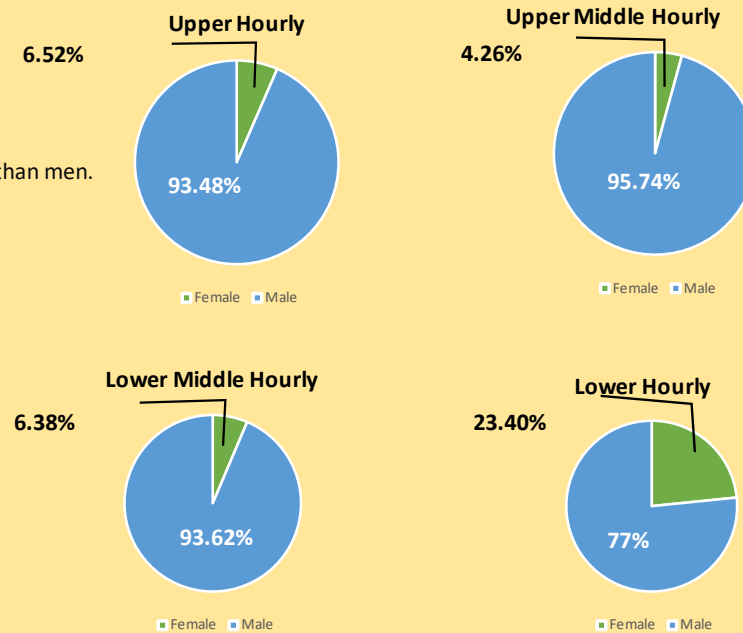 Upper Hourly
6.52%
93.48%
Female Male
Upper Middle Hourly
4.26%
95.74%
Female Male
than men.
Lower Middle Hourly
6.38%
93.62%
Female Male
Lower Hourly
23.40%
77%
Female Male